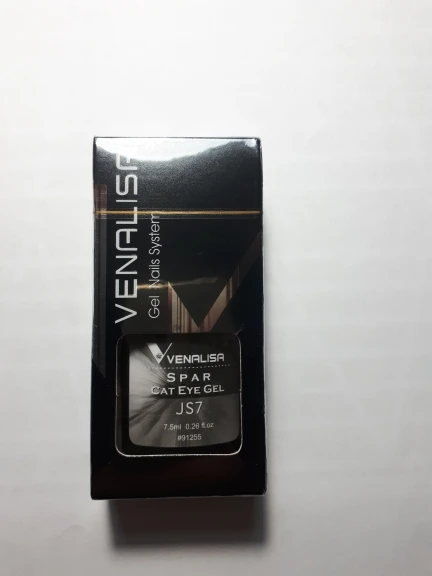 VENALISA
Gel Nails System
VENALISA
SPAR
CAT EYE GEL
JS7
7.5ml 0.26 fl.oz
#91255